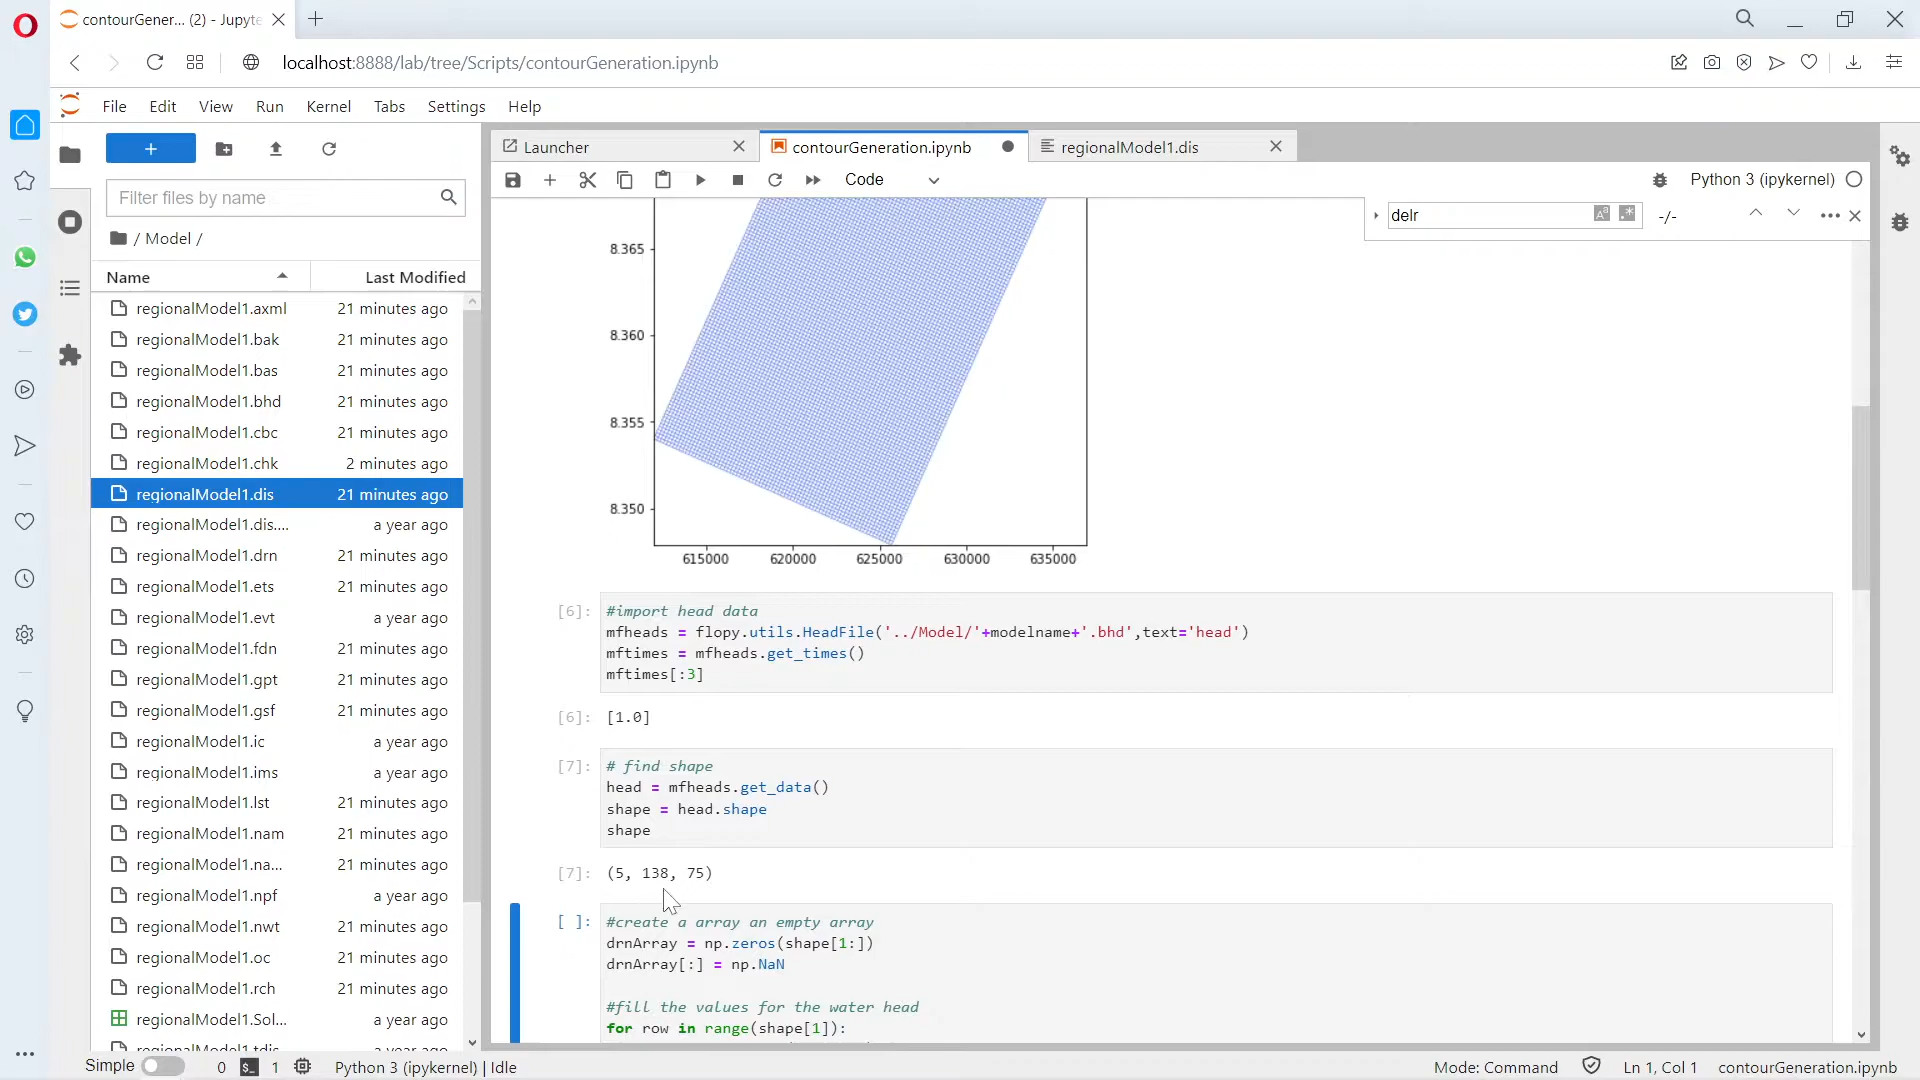 contourGener... (2) - Jupyte
localhost:8888/lab/tree/Scripts/contourGeneration.ipynb
File Edit View Run Kernel Tabs Settings Help
+
Filter files by name
/ Model /
Name Last Modified
regionalModel1.axml 21 minutes ago
regionalModel1.bak 21 minutes ago
regionalModel1.bas 21 minutes ago
regionalModel1.bhd 21 minutes ago
regionalModel1.cbc 21 minutes ago
regionalModel1.chk 2 minutes ago
regionalModel1.dis 21 minutes ago
regionalModel1.dis.... a year ago
regionalModel1.drn 21 minutes ago
regionalModel1.ets 21 minutes ago
regionalModel1.evt a year ago
regionalModel1.fdn 21 minutes ago
regionalModel1.gpt 21 minutes ago
regionalModel1.gsf 21 minutes ago
regionalModel1.ic a year ago
regionalModel1.ims a year ago
regionalModel1.lst 21 minutes ago
regionalModel1.nam 21 minutes ago
regionalModel1.na... 21 minutes ago
regionalModel1.npf a year ago
regionalModel1.nwt 21 minutes ago
regionalModel1.oc 21 minutes ago
regionalModel1.rch 21 minutes ago
regionalModel1.Sol... a year ago
regionalModel1.tdis a year ago
Launcher contourGeneration.ipynb regionalModel1.dis
Code Python 3 (ipykernel)
delr -/-
8.365
8.360
8.355
8.350
615000 620000 625000 630000 635000
[6]: #import head data
mfheads = flopy.utils.HeadFile('../Model/'+modelname+'.bhd',text='head')
mftimes = mfheads.get_times()
mftimes[:3]
[6]: [1.0]
[7]: # find shape
head = mfheads.get_data()
shape = head.shape
shape
[7]: (5, 138, 75)
[ ]: #create a array an empty array
drnArray = np.zeros(shape[1:])
drnArray[:] = np.NaN
#fill the values for the water head
for row in range(shape[1]):
Simple 0 1 Python 3 (ipykernel) | Idle Mode: Command Ln 1, Col 1 contourGeneration.ipynb